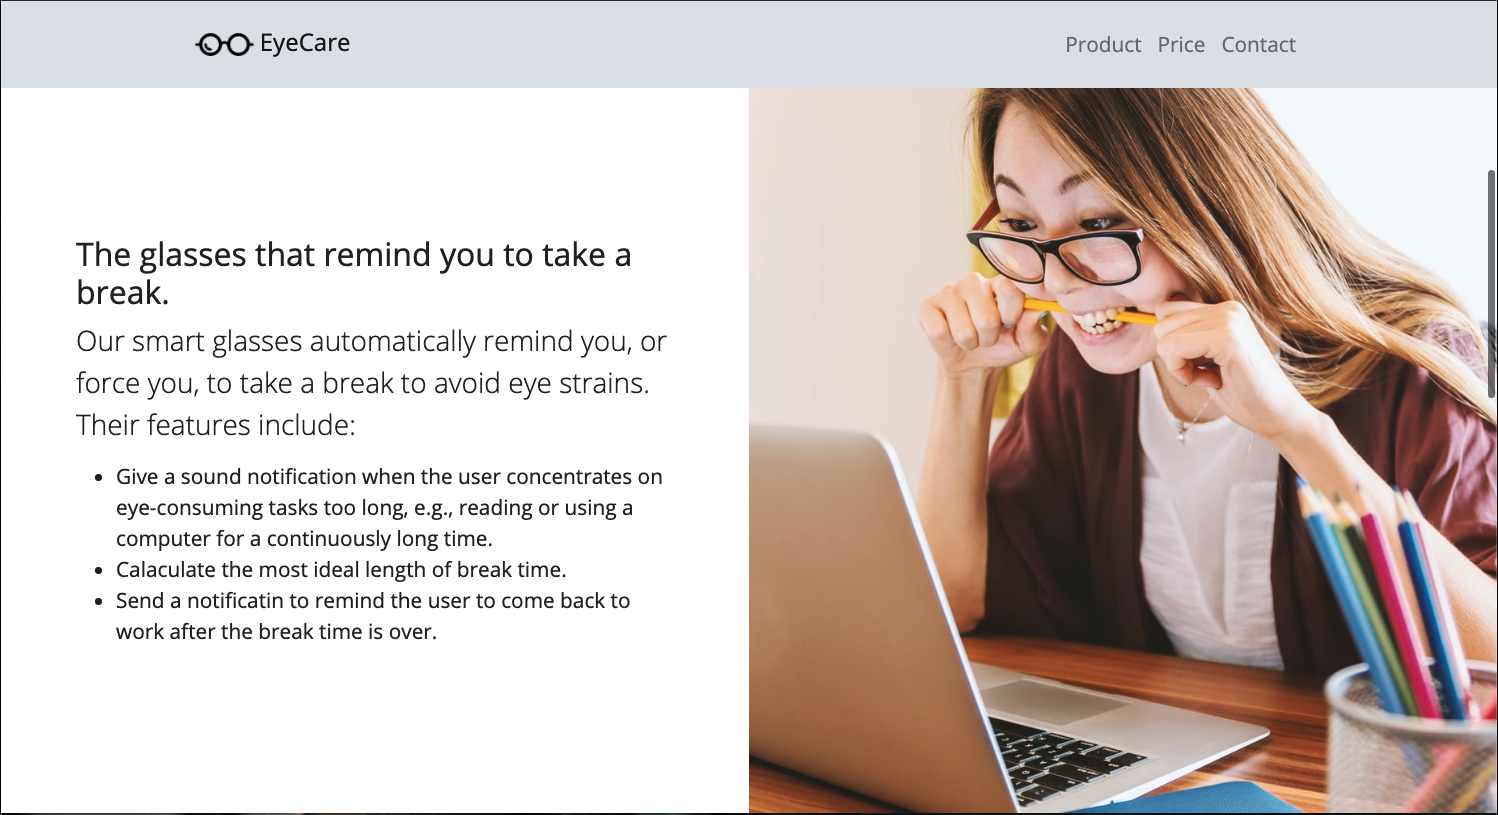 EyeCare
Product Price Contact
The glasses that remind you to take a
break.
Our smart glasses automatically remind you, or
force you, to take a break to avoid eye strains.
Their features include:
• Give a sound notification when the user concentrates on
eye-consuming tasks too long, e.g., reading or using a
computer for a continuously long time.
• Calaculate the most ideal length of break time.
• Send a notificatin to remind the user to come back to
work after the break time is over.